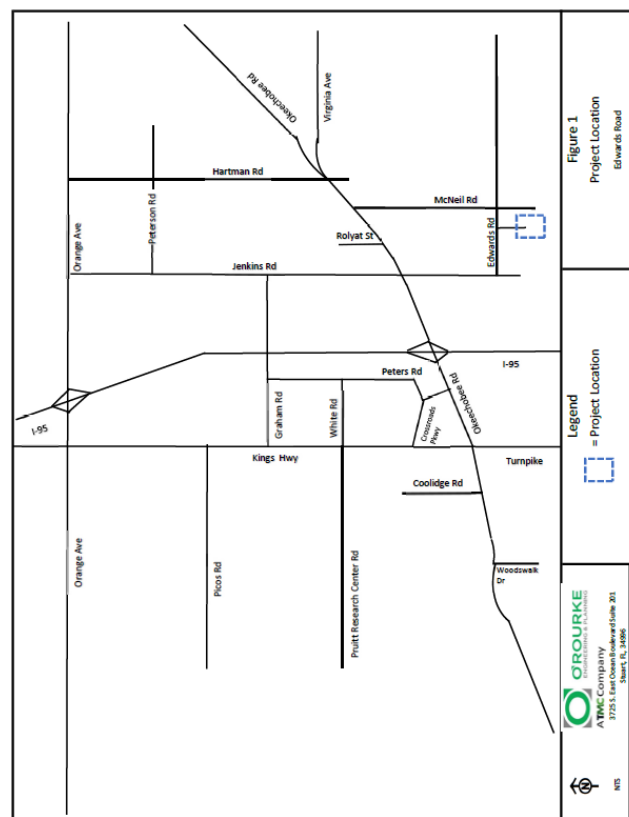 Orange Ave
Peterson Rd
Hartman Rd
Okeechobee Rd
Virginia Ave
McNeil Rd
Rolyat St
Edwards Rd
Jenkins Rd
I-95
Graham Rd
White Rd
Peters Rd
Crossroads
Pkwy
Okeechobee Rd
I-95
Kings Hwy
Turnpike
Coolidge Rd
Orange Ave
Picos Rd
Pruitt Research Center Rd
Woodswalk
Dr
Figure 1
Project Location
Edwards Road
Legend
= Project Location
O'ROURKE
ENGINEERING & PLANNING
A TMC Company
3725 S. East Ocean Boulevard Suite 201
Stuart, FL, 34996
N
NTS